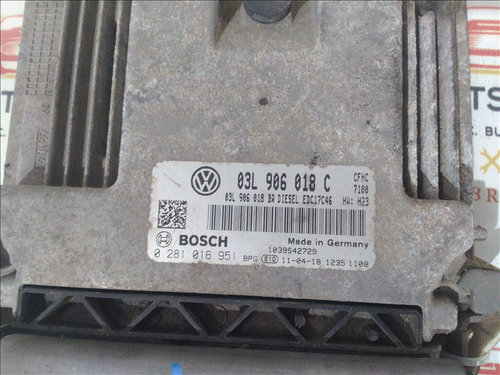 03L 906 018 C
CFHC
7100
03L 906 018 BR DIESEL EDC17C46
HW: H23
BOSCH
Made in Germany
1039S42729
0 281 016 951 BPG 810 11-04-18 1235 1108